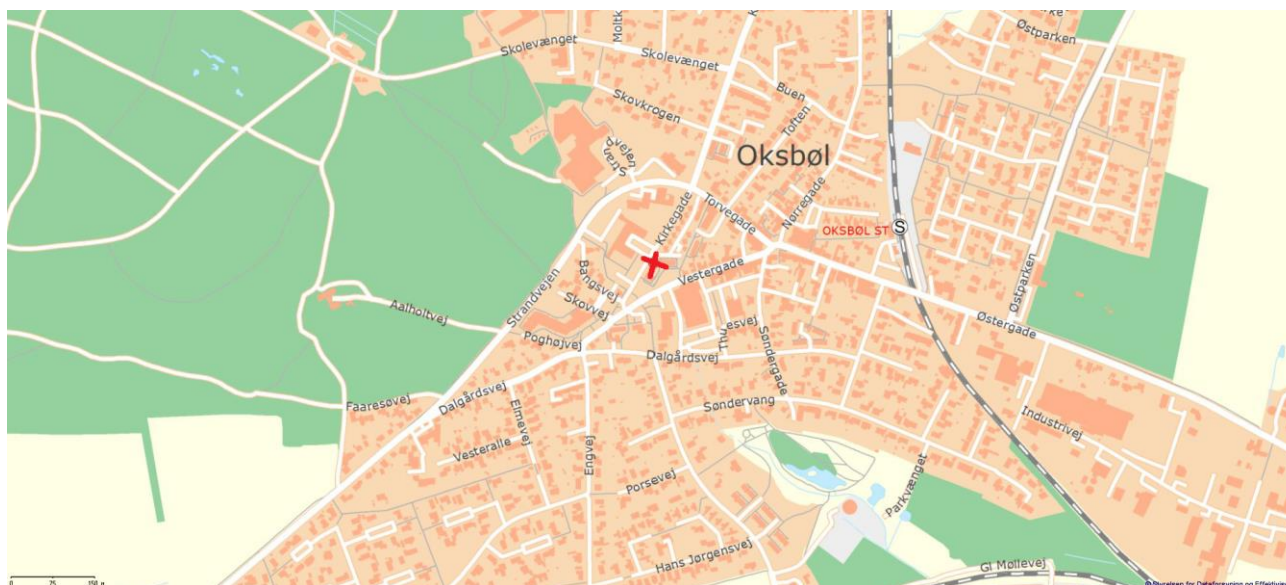 Moltk
Skolevænget
Skolevænget
Østparken
Buen
Skovkrogen
Toften
Strandvejen
Oksbøl
Kirkegade
Torvegade
Nørregade
OKSBØL ST
S
Vestergade
Bangsvej
Skovvej
Strandvejen
Aalholtvej
Poghøjvej
Thuesvej
Søndergade
Dalgårdsvej
Østparken
Østergade
Faaresøvej
Dalgårdsvej
Elmevej
Vesteralle
Engvej
Søndervang
Industrivej
Porsevej
Parkvænget
Hans Jørgensvej
Gl Møllevej
0 75 150